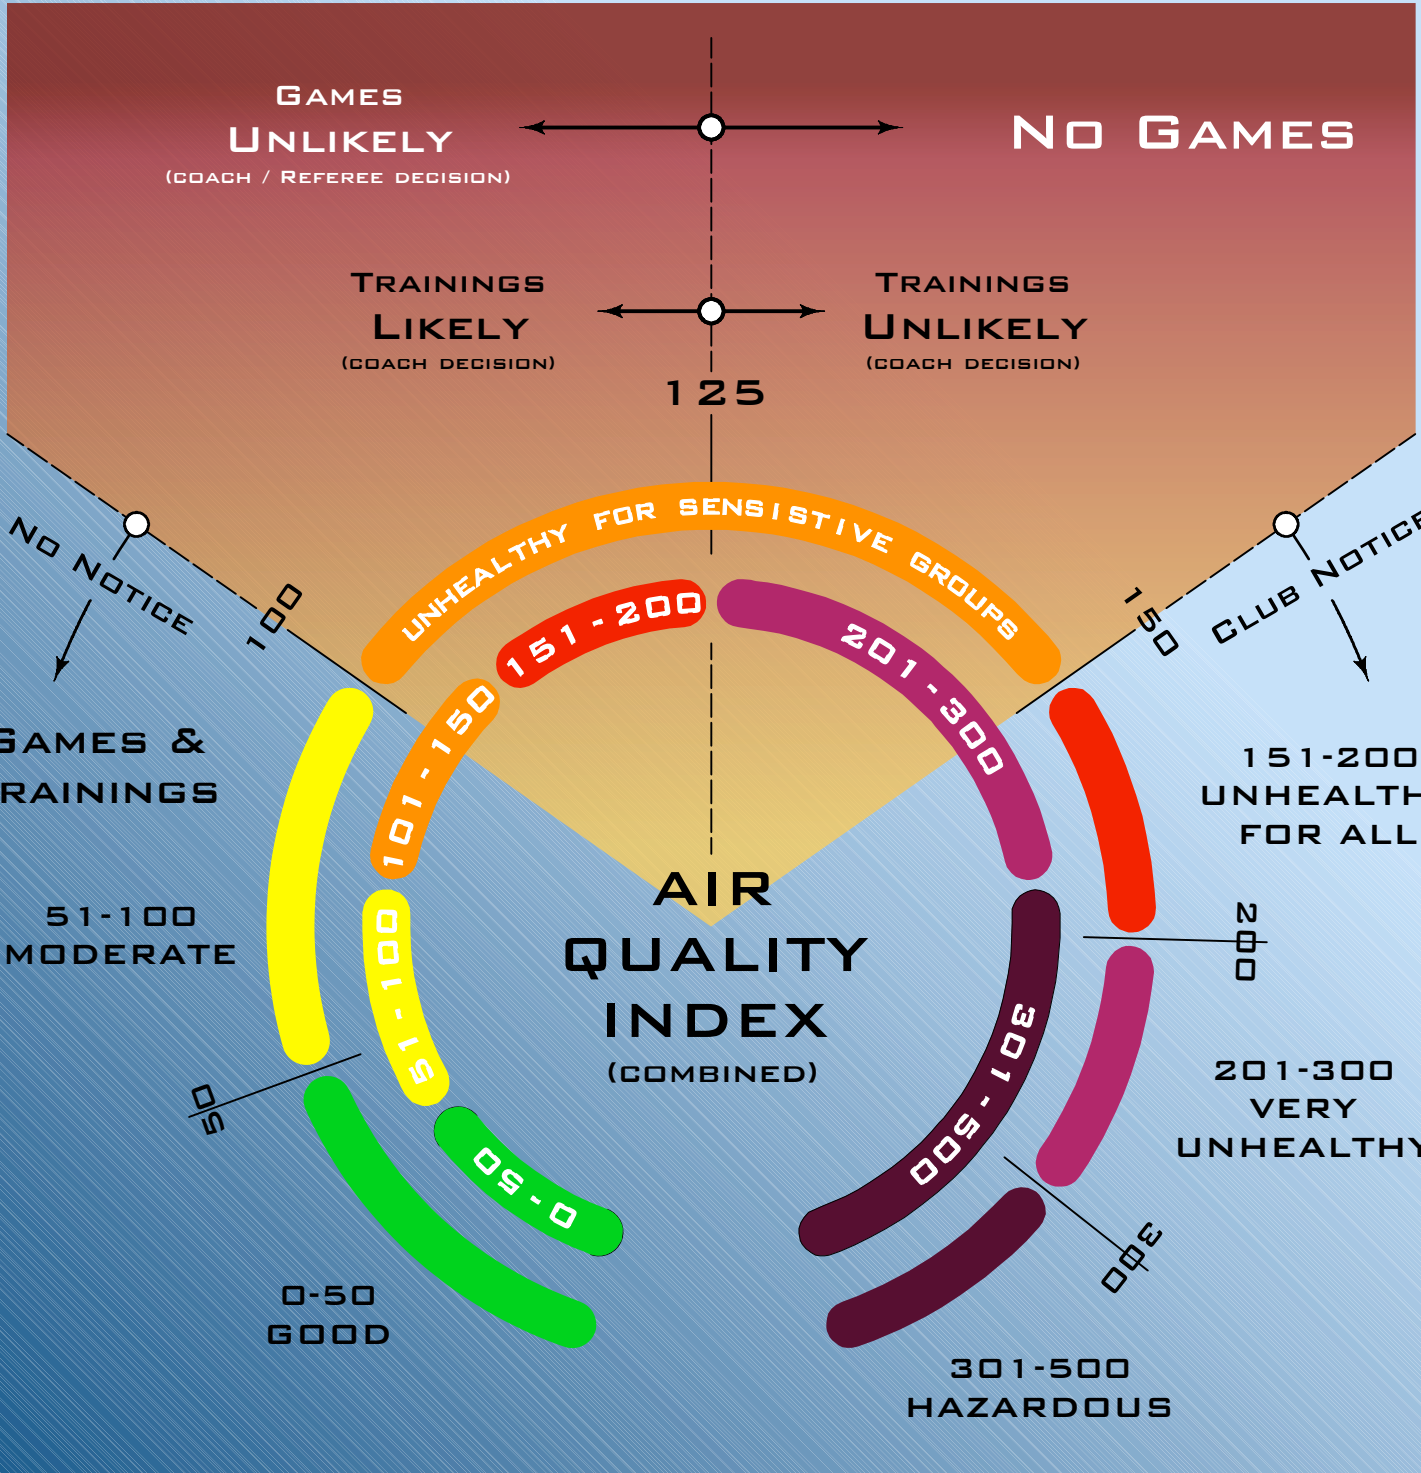 GAMES
UNLIKELY
(COACH / REFEREE DECISION)
NO GAMES
TRAININGS
LIKELY
(COACH DECISION)
TRAININGS
UNLIKELY
(COACH DECISION)
125
UNHEALTHY FOR SENSISTIVE GROUPS
NO NOTICE
100
150
CLUB NOTICE
151-200
201-300
101-150
GAMES &
RAININGS
151-200
UNHEALTH
FOR ALL
51-100
MODERATE
51-100
AIR
QUALITY
INDEX
(COMBINED)
200
301-500
50
201-300
VERY
UNHEALTHY
0-50
300
0-50
GOOD
301-500
HAZARDOUS